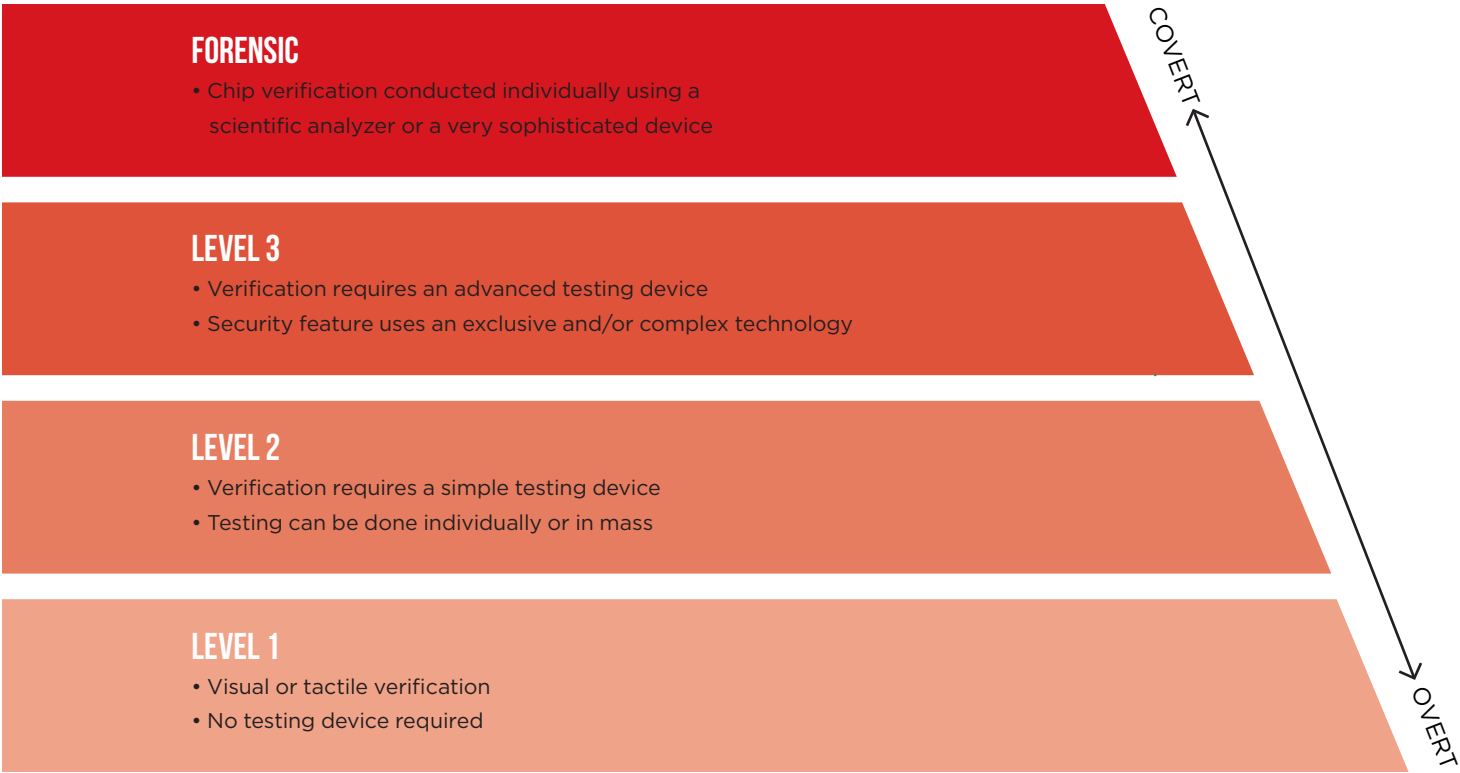 FORENSIC
• Chip verification conducted individually using a
scientific analyzer or a very sophisticated device
LEVEL 3
• Verification requires an advanced testing device
• Security feature uses an exclusive and/or complex technology
LEVEL 2
• Verification requires a simple testing device
• Testing can be done individually or in mass
LEVEL 1
• Visual or tactile verification
• No testing device required
COVERT
OVERT